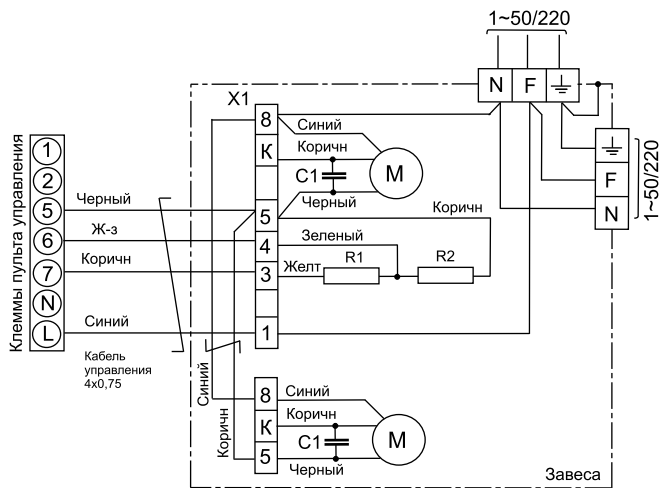 1~50/220
N F
X1
8
Синий
К
Коричн
C1
M
Черный
5
Коричн
4
Зеленый
3
Желт
R1
R2
1
F
N
1~50/220
Клеммы пульта управления
1
2
5
6
7
N
L
Черный
Ж-з
Коричн
Синий
Кабель
управления
4x0,75
Синий
Коричн
8
Синий
К
Коричн
C1
M
5
Черный
Завеса